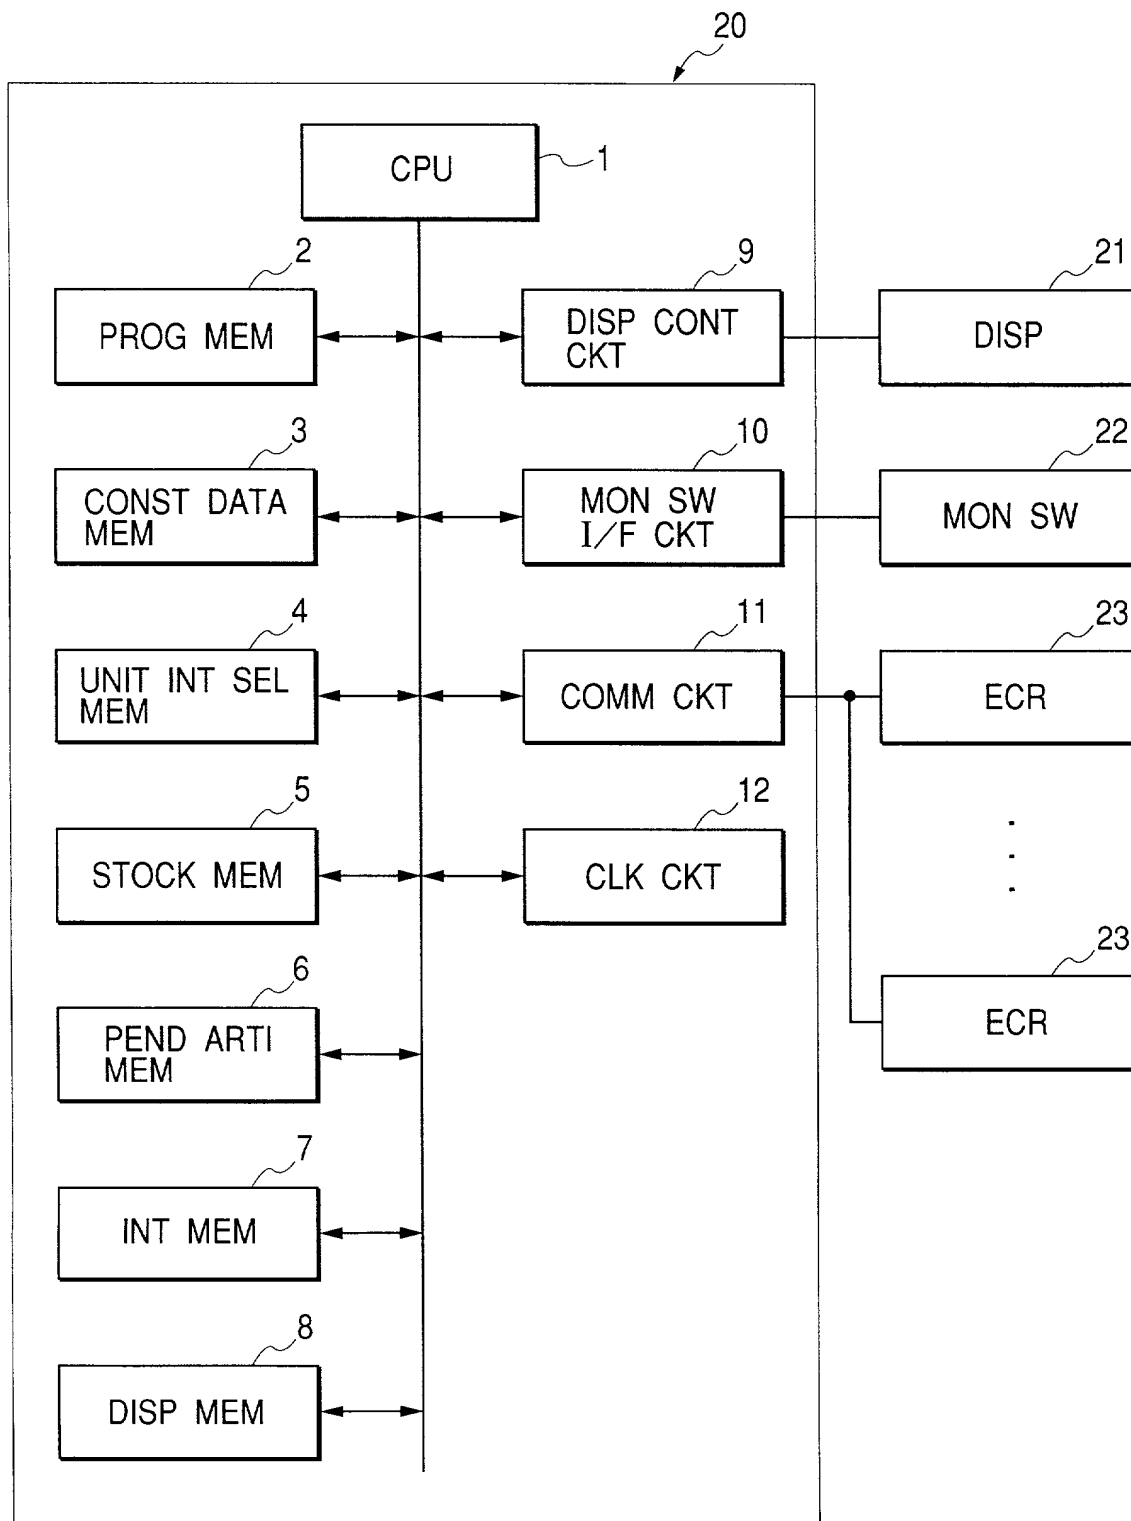 20
CPU
1
2
PROG MEM
9
DISP CONT
CKT
21
DISP
3
CONST DATA
MEM
10
MON SW
I/F CKT
22
MON SW
4
UNIT INT SEL
MEM
11
COMM CKT
23
ECR
5
STOCK MEM
12
CLK CKT
6
PEND ARTI
MEM
23
ECR
7
INT MEM
8
DISP MEM